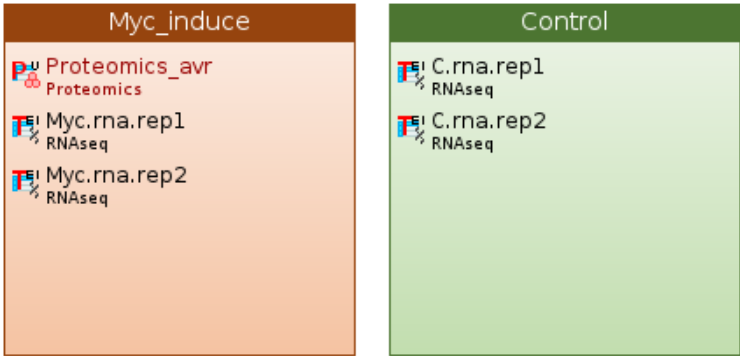 Myc_induce
Proteomics_avr
Proteomics
Myc.rna.rep1
RNAseq
Myc.rna.rep2
RNAseq
Control
C.rna.rep1
RNAseq
C.rna.rep2
RNAseq